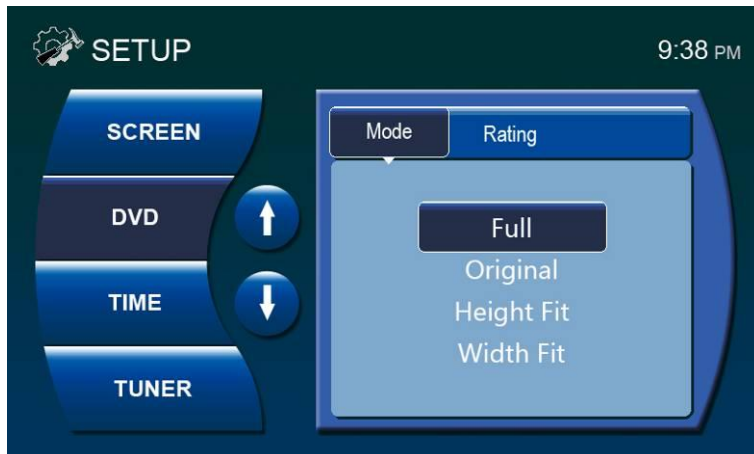 SETUP
9:38 PM
SCREEN
DVD
TIME
TUNER
Mode
Rating
Full
Original
Height Fit
Width Fit